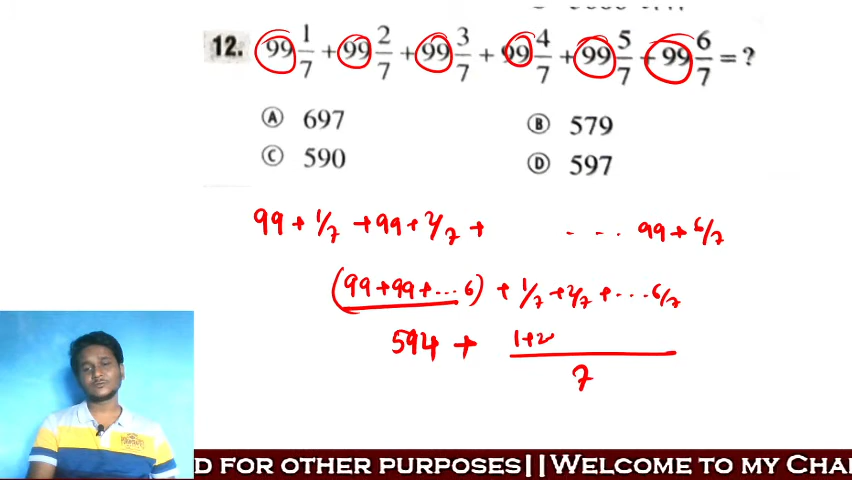 12. 99 1/7 + 99 2/7 + 99 3/7 + 99 4/7 + 99 5/7 + 99 6/7 = ?
A 697
B 579
C 590
D 597
99 + 1/7 + 99 + 2/7 + ... 99 + 6/7
(99 + 99 + ... 6) + 1/7 + 2/7 + ... 6/7
594 + 1+2
7
D FOR OTHER PURPOSES||WELCOME TO MY CHA